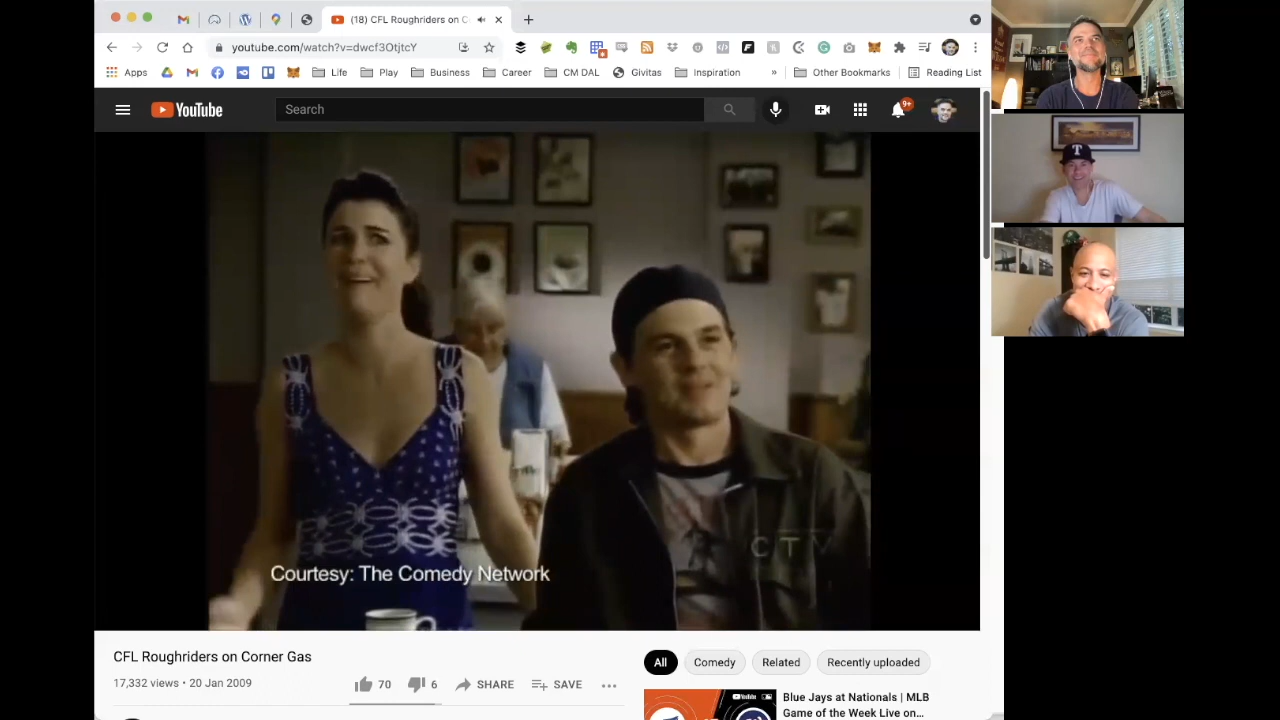 (18) CFL Roughriders on C
youtube.com/watch?v=dwcf3OtjtcY
Apps
Life
Play
Business
Career
CM DAL
Givitas
Inspiration
»
Other Bookmarks
Reading List
YouTube
Search
9+
T
CTV
Courtesy: The Comedy Network
CFL Roughriders on Corner Gas
17,332 views • 20 Jan 2009
70
6
SHARE
SAVE
All
Comedy
Related
Recently uploaded
YouTube
Blue Jays at Nationals | MLB
Game of the Week Live on...